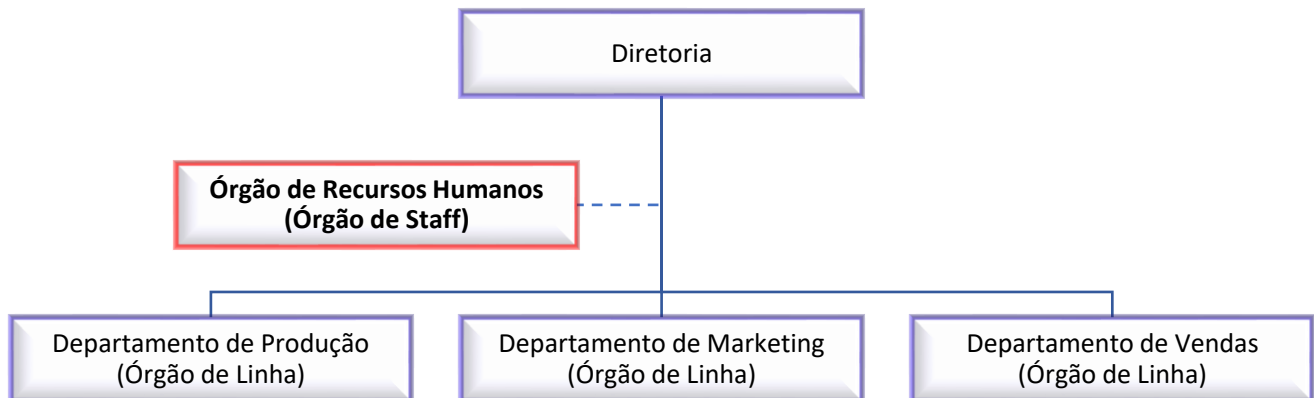 Diretoria
Órgão de Recursos Humanos
(Órgão de Staff)
Departamento de Produção
(Órgão de Linha)
Departamento de Marketing
(Órgão de Linha)
Departamento de Vendas
(Órgão de Linha)